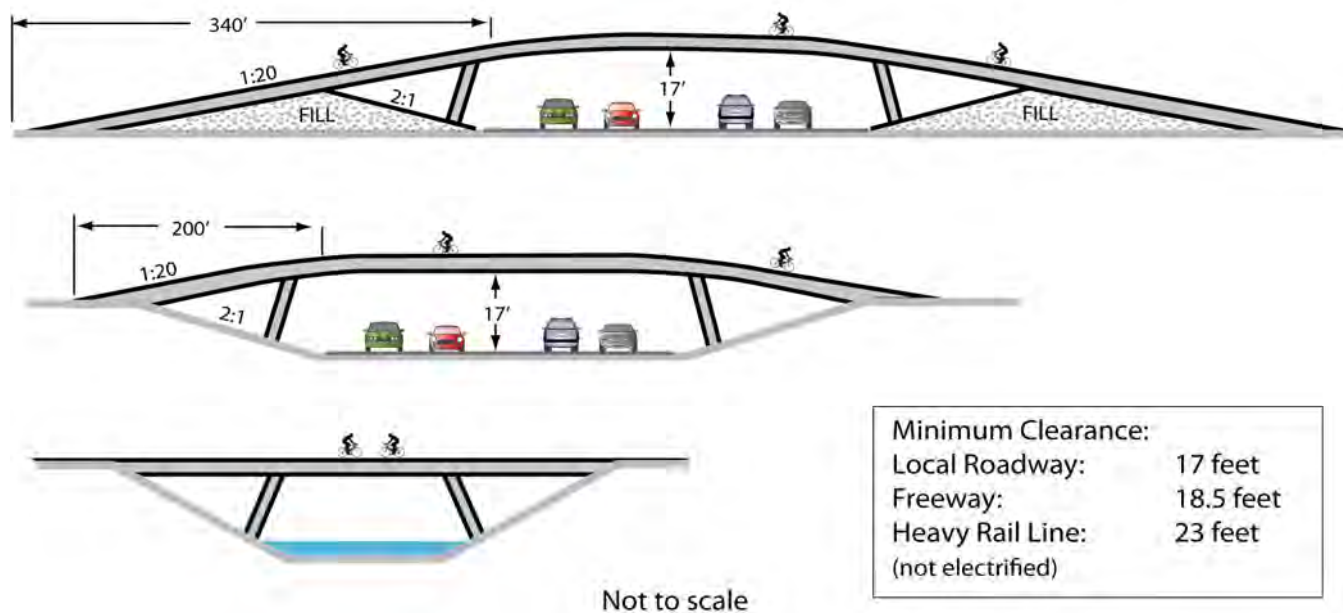 340′
1:20
2:1
17′
FILL
FILL
200′
1:20
2:1
17′
Minimum Clearance:
Local Roadway: 17 feet
Freeway: 18.5 feet
Heavy Rail Line: 23 feet
(not electrified)
Not to scale